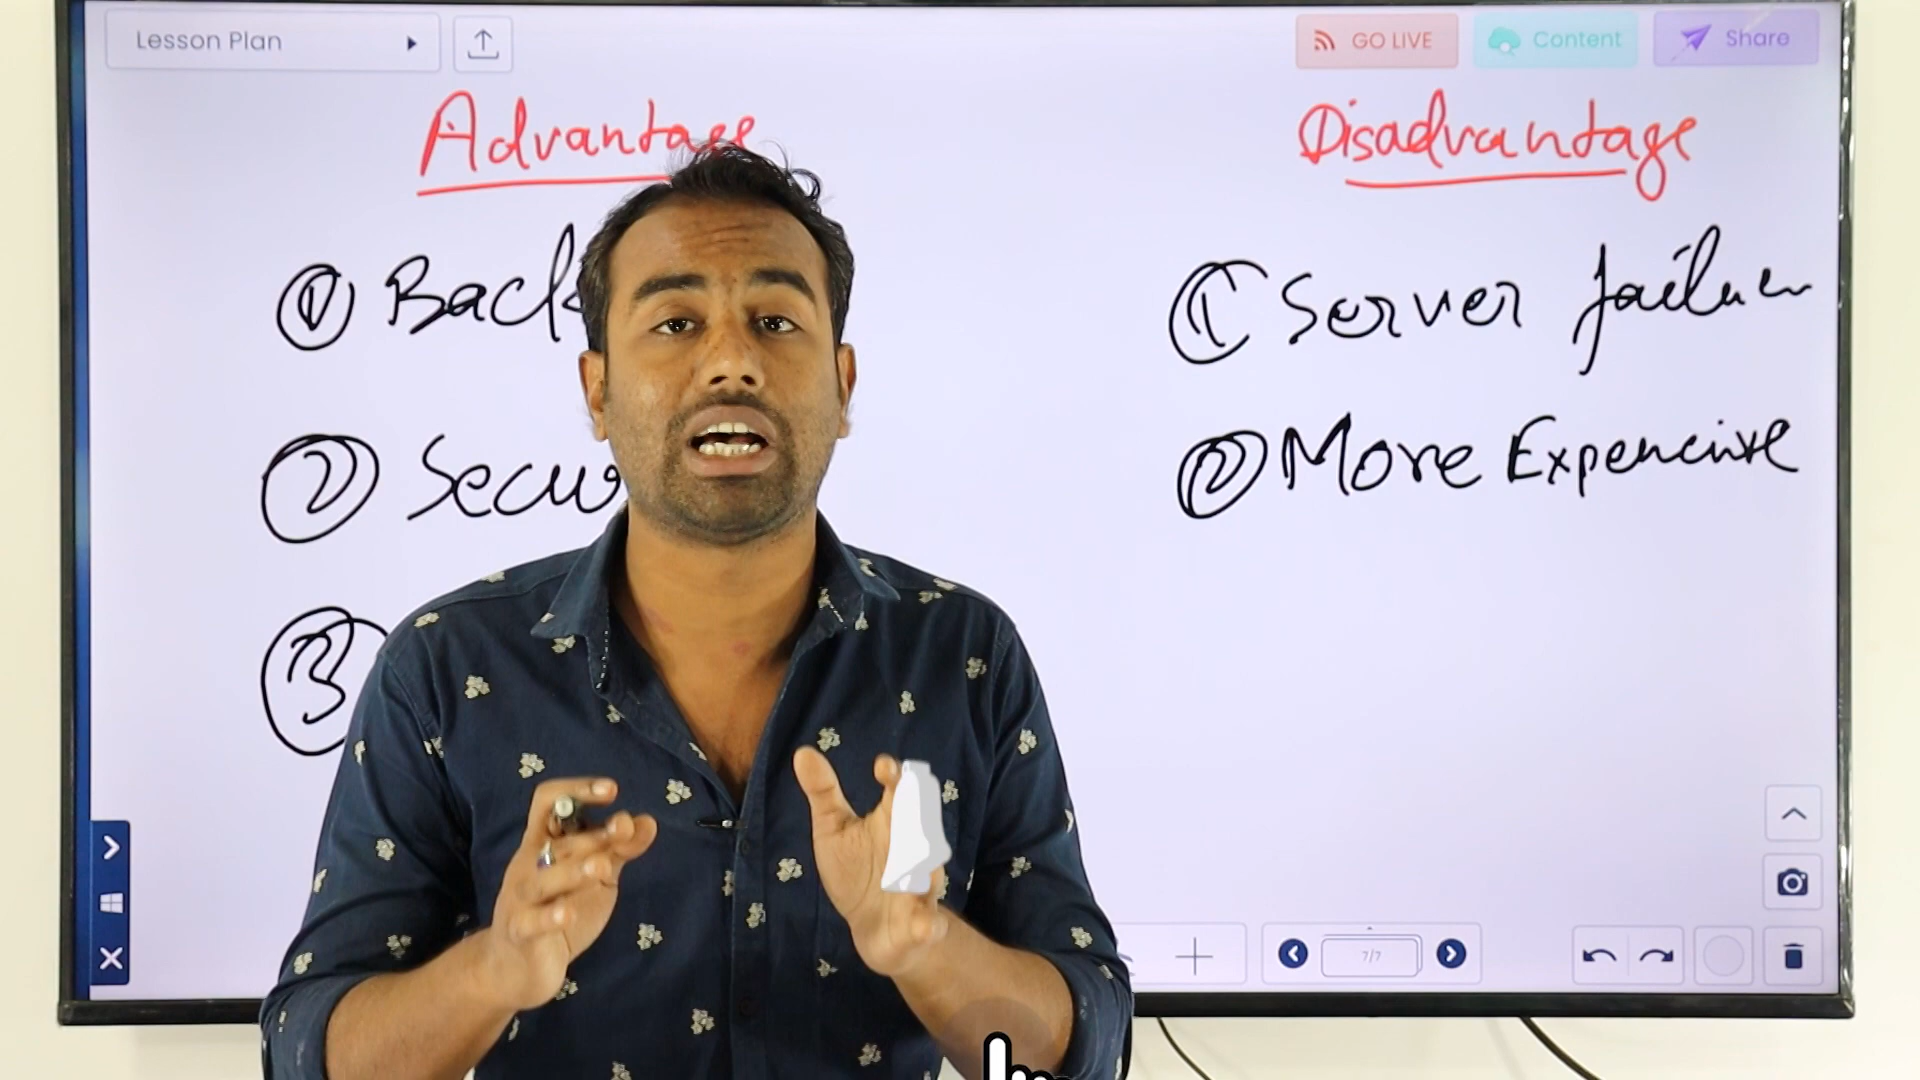 Lesson Plan
GO LIVE
Content
Share
Advantage
Disadvantage
① Back
① Server failure
② Secu
② More Expencive
③
7/7